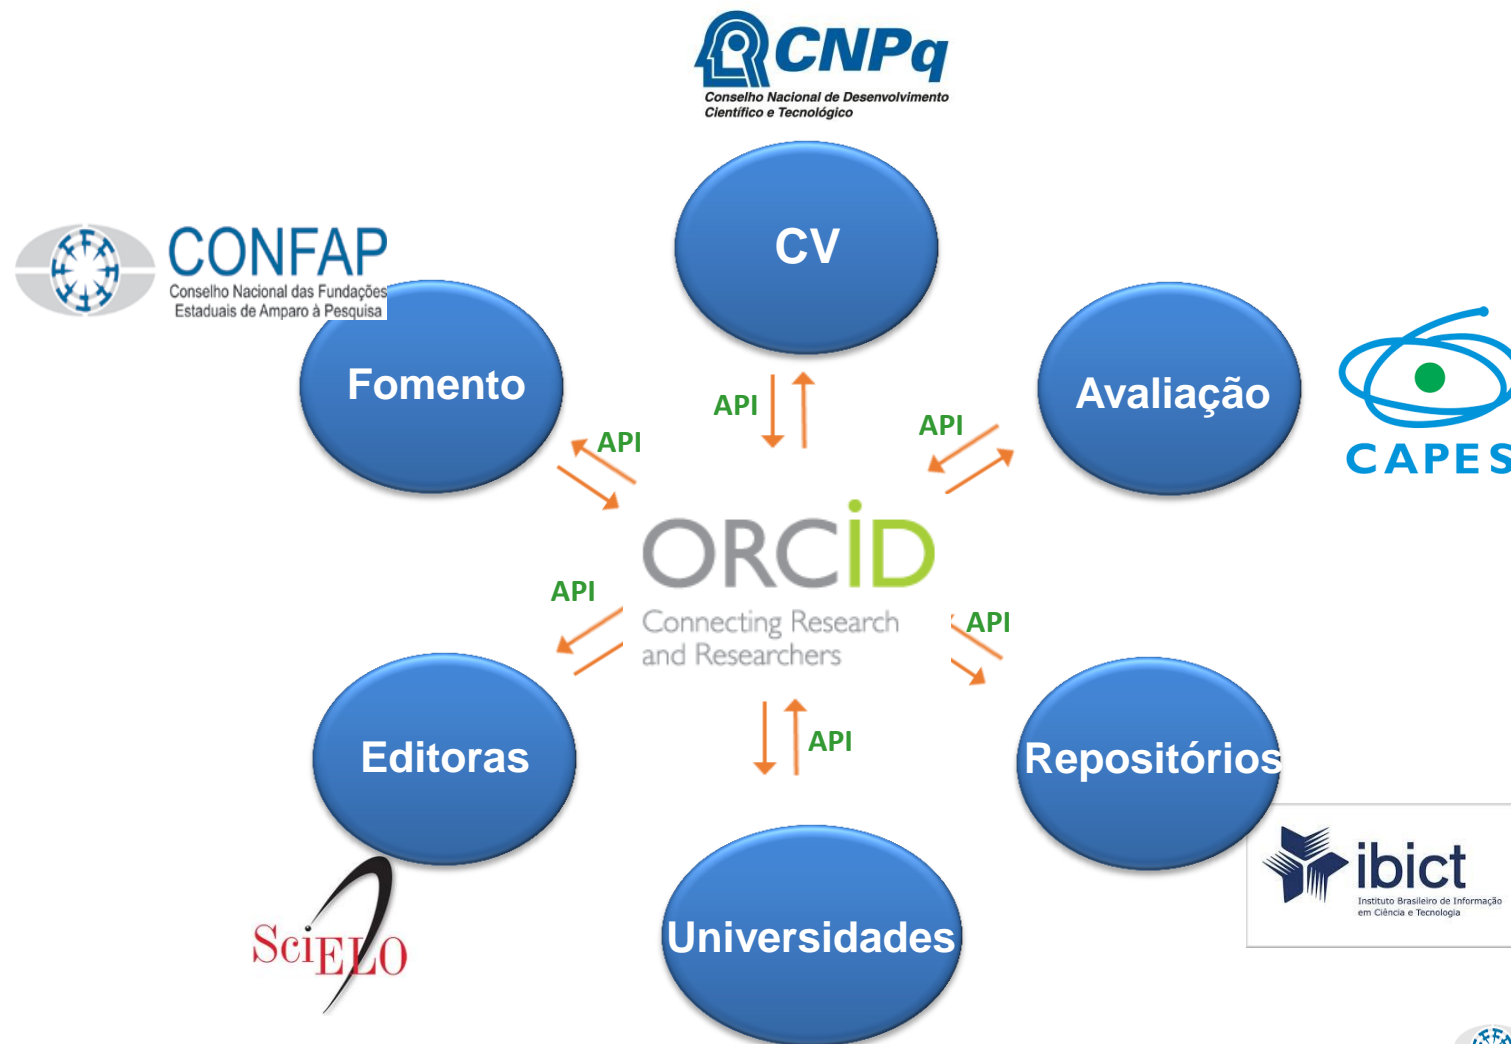 CNPq
Conselho Nacional de Desenvolvimento
Científico e Tecnológico
CV
CONFAP
Conselho Nacional das Fundações
Estaduais de Amparo à Pesquisa
Fomento
Avaliação
CAPES
API
API
API
ORCiD
Connecting Research
and Researchers
API
API
API
Editoras
Repositórios
Universidades
SciELO
ibict
Instituto Brasileiro de Informação
em Ciência e Tecnologia